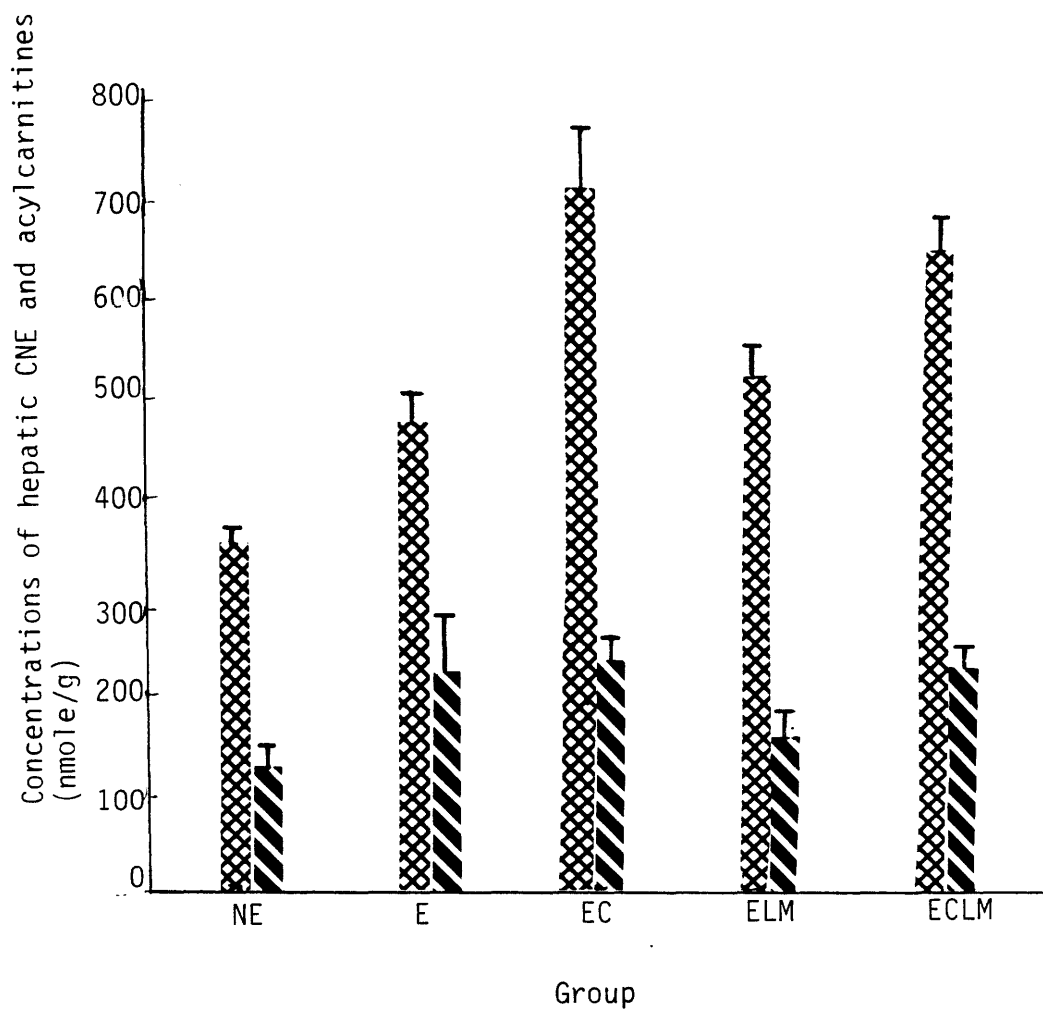 Concentrations of hepatic CNE and acylcarnitines
(nmole/g)
800
700
600
500
400
300
200
100
0
NE E EC ELM ECLM
Group